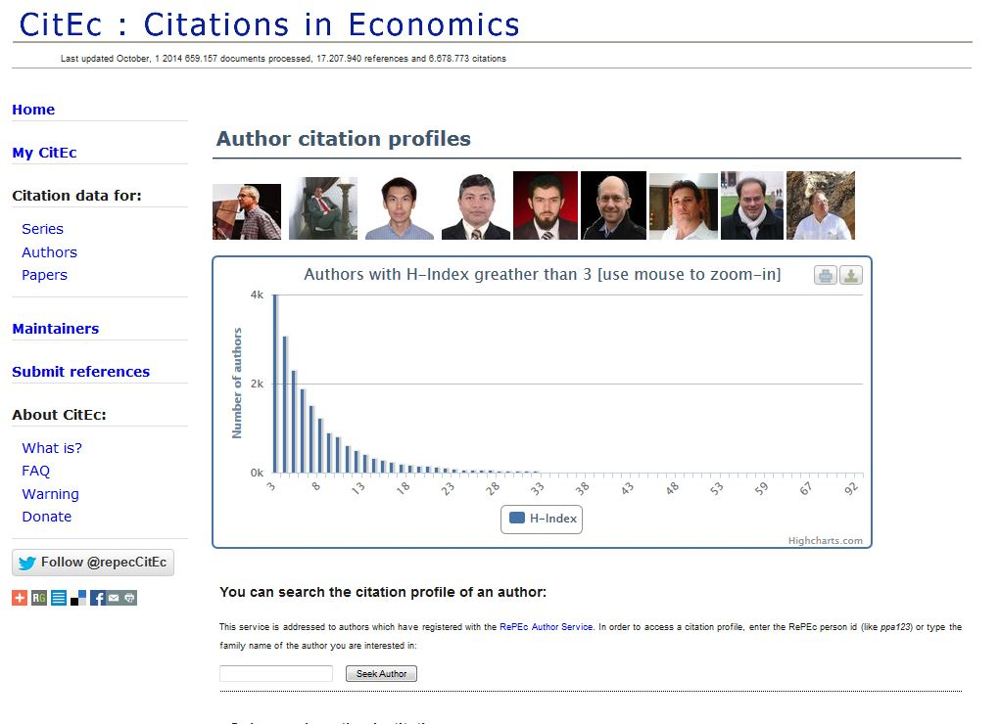 CitEc : Citations in Economics
Last updated October, 1 2014 659.157 documents processed, 17.207.940 references and 6.678.773 citations
Home
My CitEc
Citation data for:
Series
Authors
Papers
Maintainers
Submit references
About CitEc:
What is?
FAQ
Warning
Donate
Follow @repecCitEc
RG
Author citation profiles
Authors with H-Index greather than 3 [use mouse to zoom-in]
Number of authors
4k
2k
0k
3 8 13 18 23 28 33 38 43 48 53 59 67 92
H-Index
Highcharts.com
You can search the citation profile of an author:
This service is addressed to authors which have registered with the RePEc Author Service. In order to access a citation profile, enter the RePEc person id (like ppa123) or type the
family name of the author you are interested in:
Seek Author